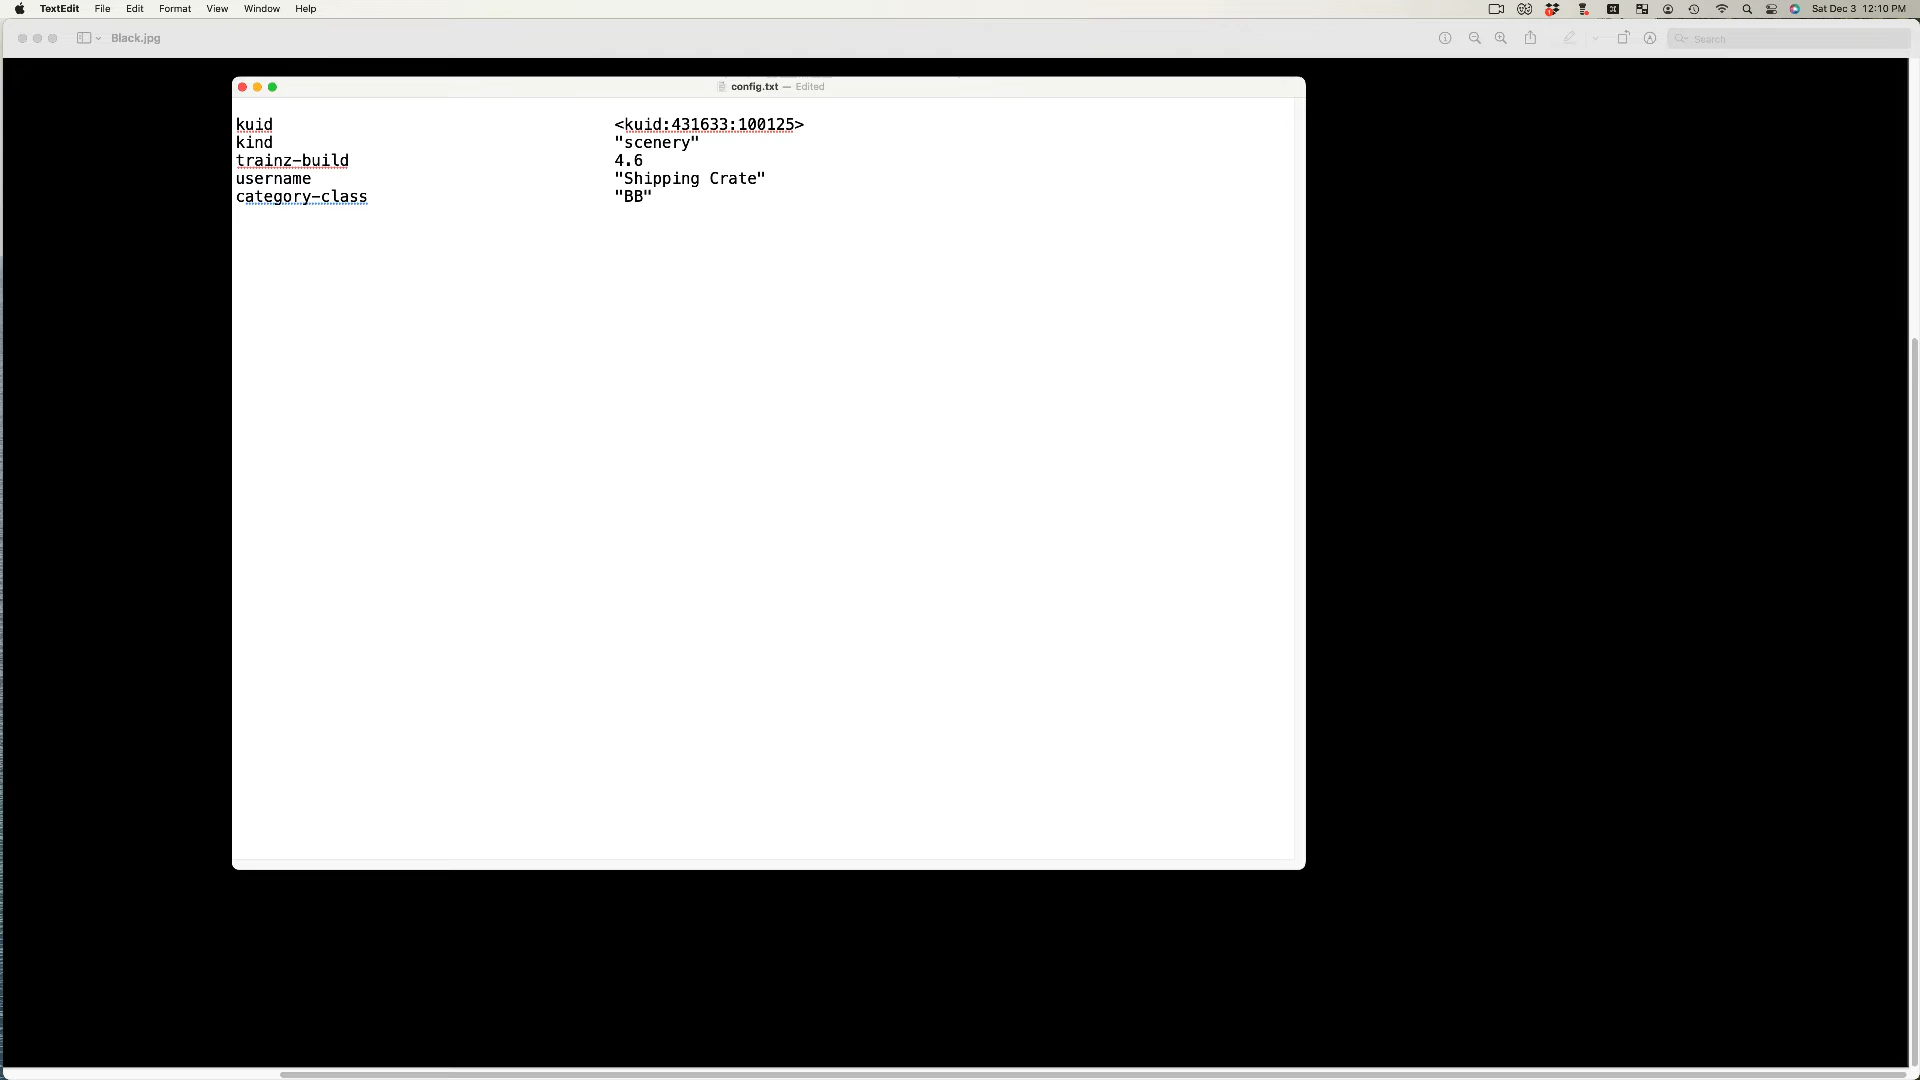 TextEdit File Edit Format View Window Help Sat Dec 3 12:10 PM
Black.jpg Search
config.txt — Edited
kuid <kuid:431633:100125>
kind "scenery"
trainz-build 4.6
username "Shipping Crate"
category-class "BB"